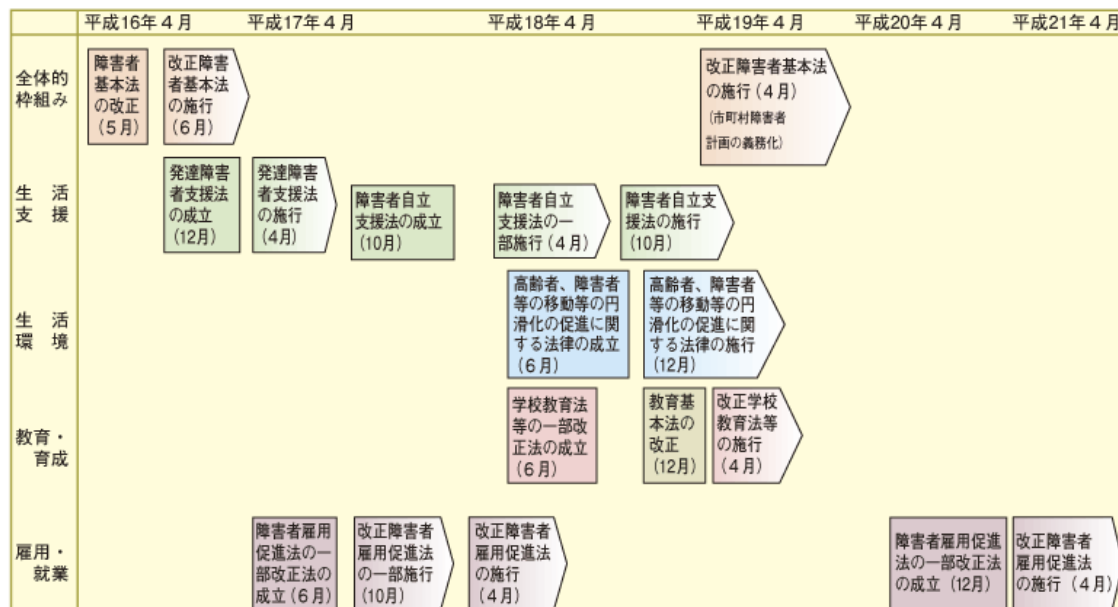 平成16年４月 平成17年４月 平成18年４月 平成19年４月 平成20年４月 平成21年４月
全体的
枠組み
障害者
基本法
の改正
（５月）
改正障害
者基本法
の施行
（６月）
改正障害者基本法
の施行（４月）
（市町村障害者
計画の義務化）
生　活
支　援
発達障害
者支援法
の成立
（12月）
発達障害
者支援法
の施行
（４月）
障害者自立
支援法の成立
（10月）
障害者自立
支援法の一
部施行（４月）
障害者自立支
援法の施行
（10月）
生　活
環　境
高齢者、障害者
等の移動等の円
滑化の促進に関
する法律の成立
（６月）
高齢者、障害者
等の移動等の円
滑化の促進に関
する法律の施行
（12月）
教育・
育成
学校教育法
等の一部改
正法の成立
（６月）
教育基
本法の
改正
（12月）
改正学校
教育法等
の施行
（４月）
雇用・
就業
障害者雇用
促進法の一
部改正法の
成立（６月）
改正障害者
雇用促進法
の一部施行
（10月）
改正障害者
雇用促進法
の施行
（４月）
障害者雇用促進
法の一部改正法
の成立（12月）
改正障害者
雇用促進法
の施行（４月）